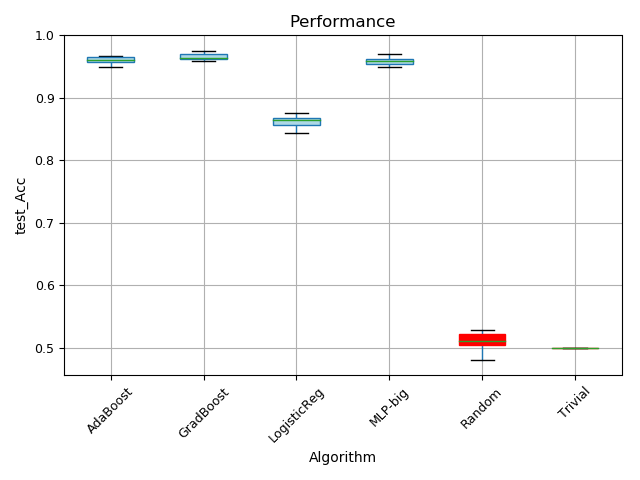 Performance
1.0
0.9
0.8
0.7
0.6
0.5
test_Acc
AdaBoost
GradBoost
LogisticReg
MLP-big
Random
Trivial
Algorithm